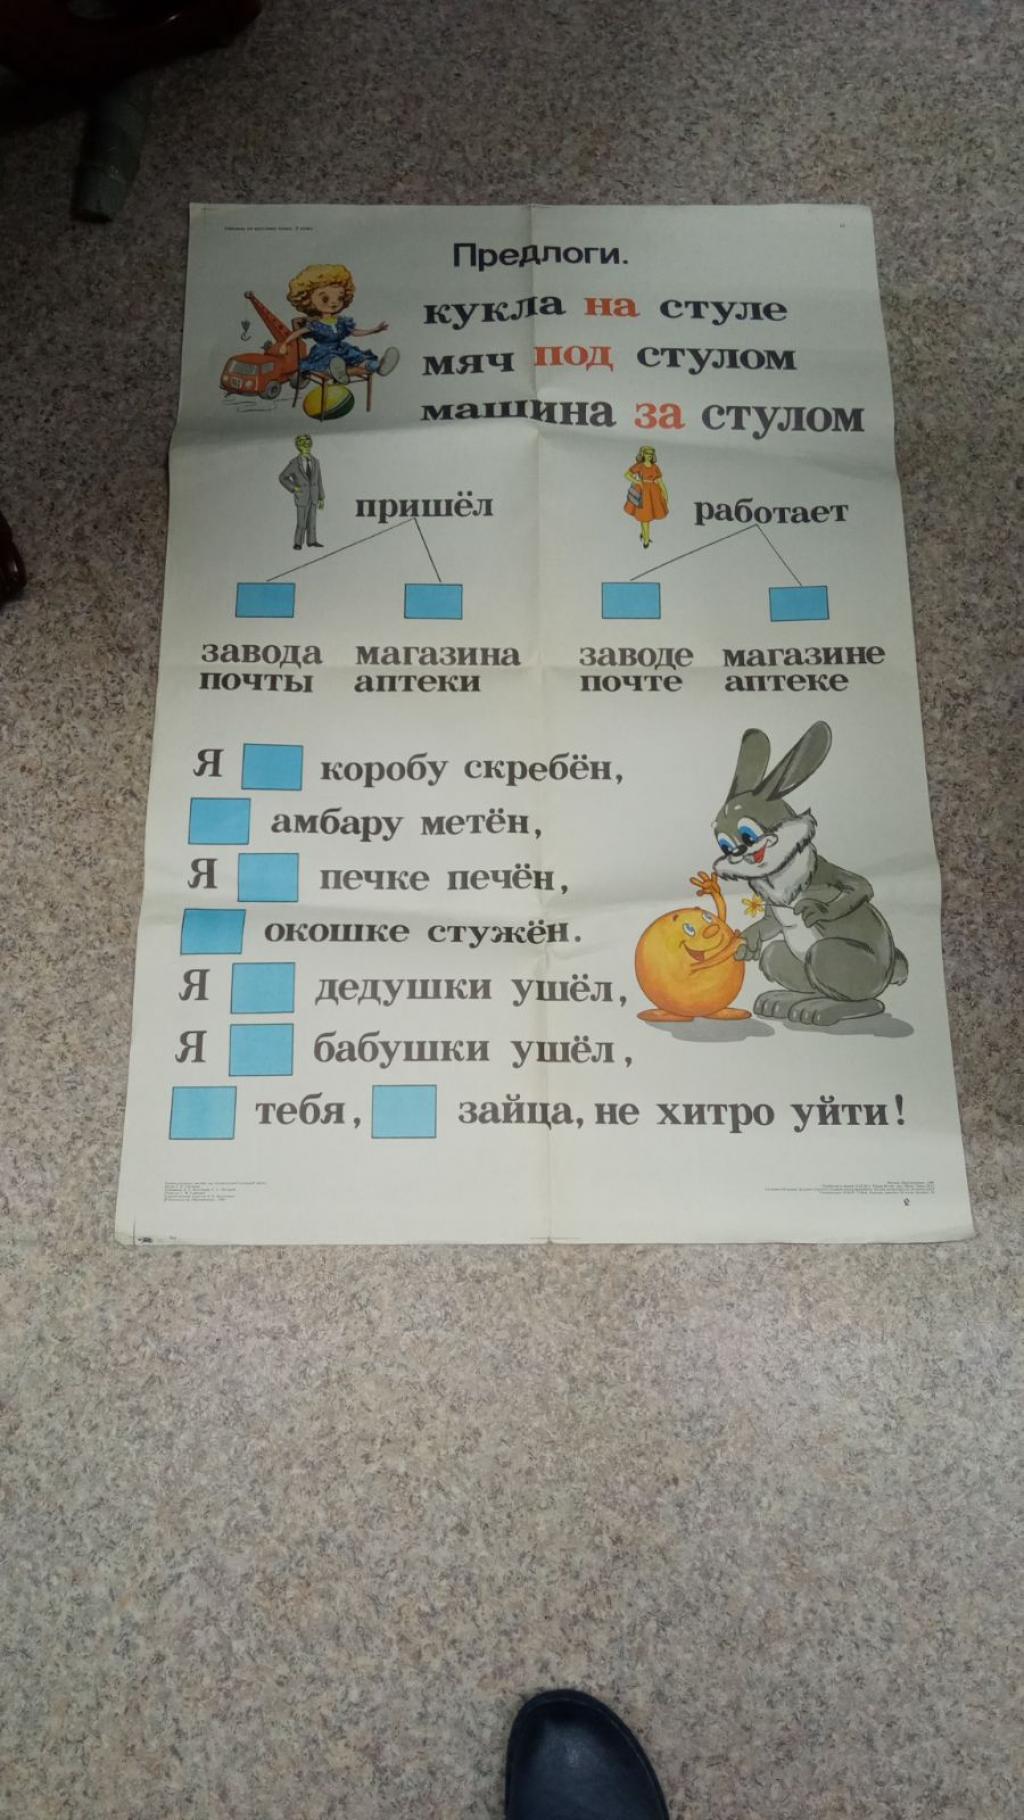 Предлоги.
кукла на стуле
мяч под стулом
машина за стулом
пришёл работает
завода магазина заводе магазине
почты аптеки почте аптеке
Я коробу скребён,
амбару метён,
Я печке печён,
окошке стужён.
Я дедушки ушёл,
Я бабушки ушёл,
тебя, зайца, не хитро уйти!